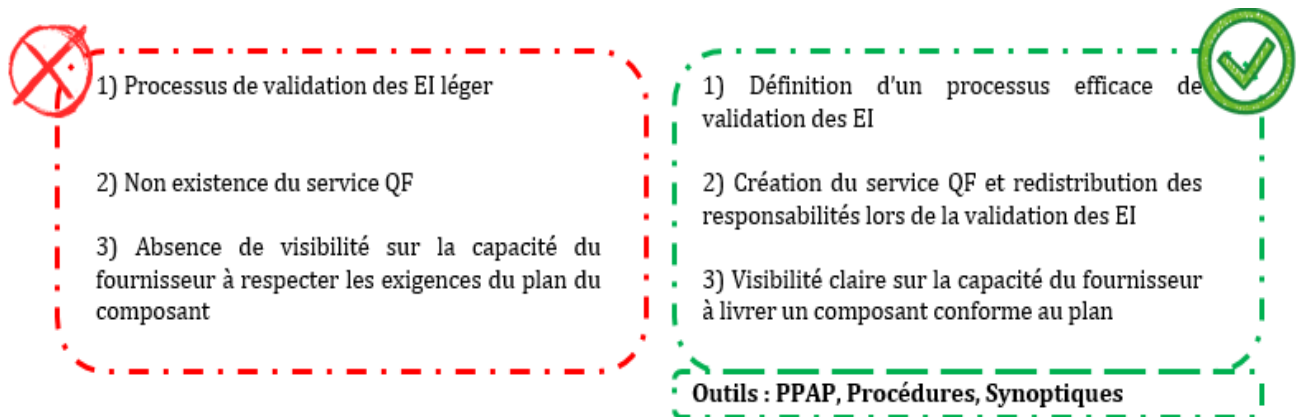 1) Processus de validation des EI léger
2) Non existence du service QF
3) Absence de visibilité sur la capacité du
fournisseur à respecter les exigences du plan du
composant
1) Définition d'un processus efficace de
validation des EI
2) Création du service QF et redistribution des
responsabilités lors de la validation des EI
3) Visibilité claire sur la capacité du fournisseur
à livrer un composant conforme au plan
Outils : PPAP, Procédures, Synoptiques